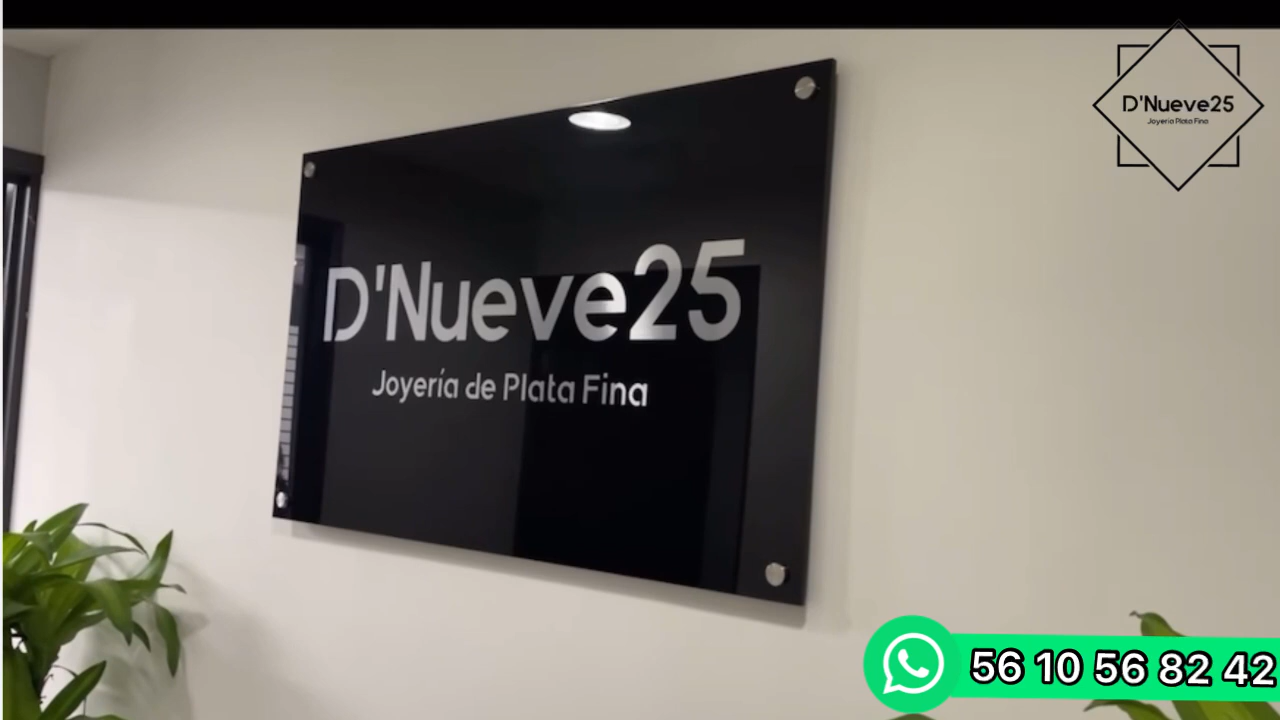 D'Nueve25
Joyería Plata Fina
D'Nueve25
Joyería de Plata Fina
56 10 56 82 42